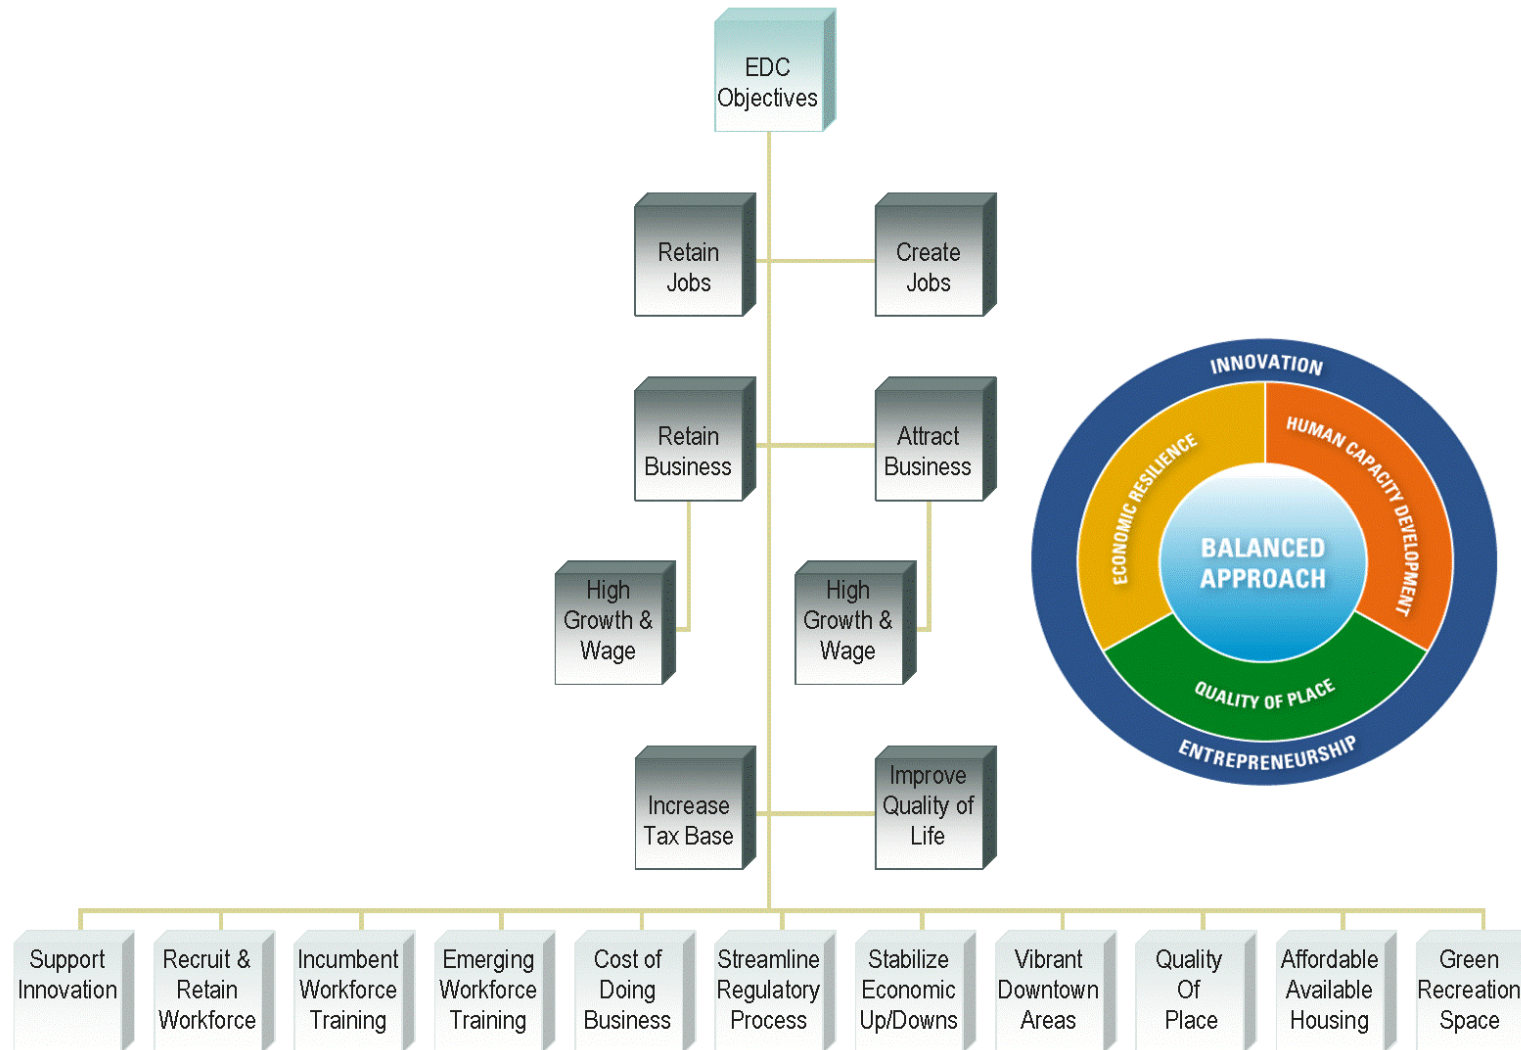 EDC
Objectives
Retain
Jobs
Create
Jobs
Retain
Business
Attract
Business
High
Growth &
Wage
High
Growth &
Wage
Increase
Tax Base
Improve
Quality of
Life
INNOVATION
ECONOMIC RESILIENCE
HUMAN CAPACITY DEVELOPMENT
BALANCED
APPROACH
QUALITY OF PLACE
ENTREPRENEURSHIP
Support
Innovation
Recruit &
Retain
Workforce
Incumbent
Workforce
Training
Emerging
Workforce
Training
Cost of
Doing
Business
Streamline
Regulatory
Process
Stabilize
Economic
Up/Downs
Vibrant
Downtown
Areas
Quality
Of
Place
Affordable
Available
Housing
Green
Recreation
Space